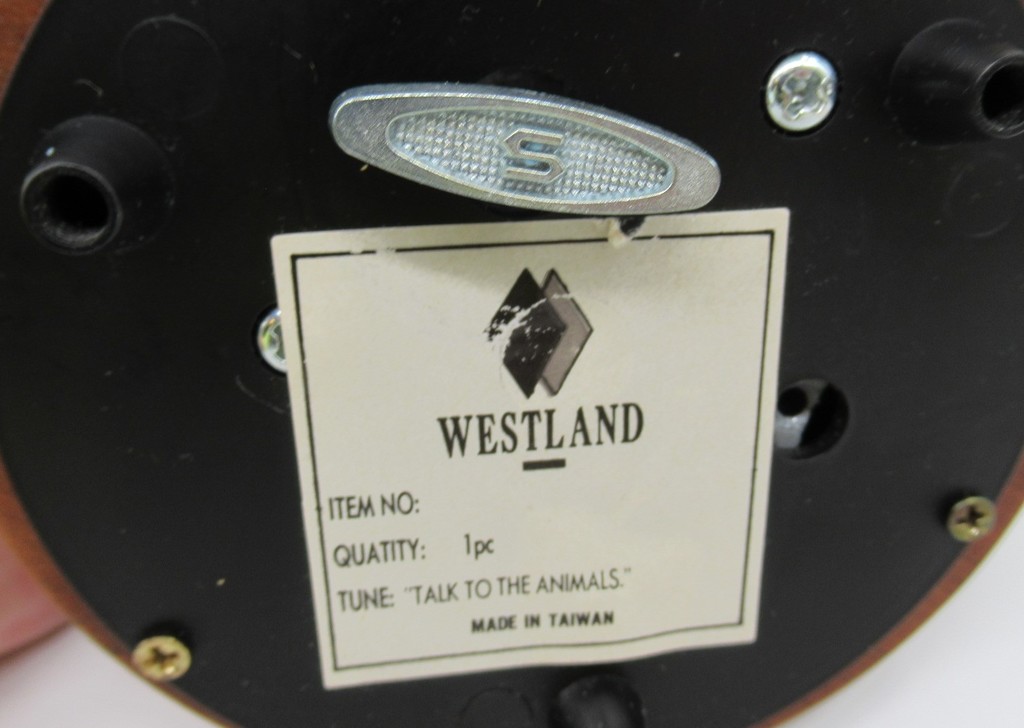 S
WESTLAND
ITEM NO:
QUATITY: 1pc
TUNE: "TALK TO THE ANIMALS."
MADE IN TAIWAN